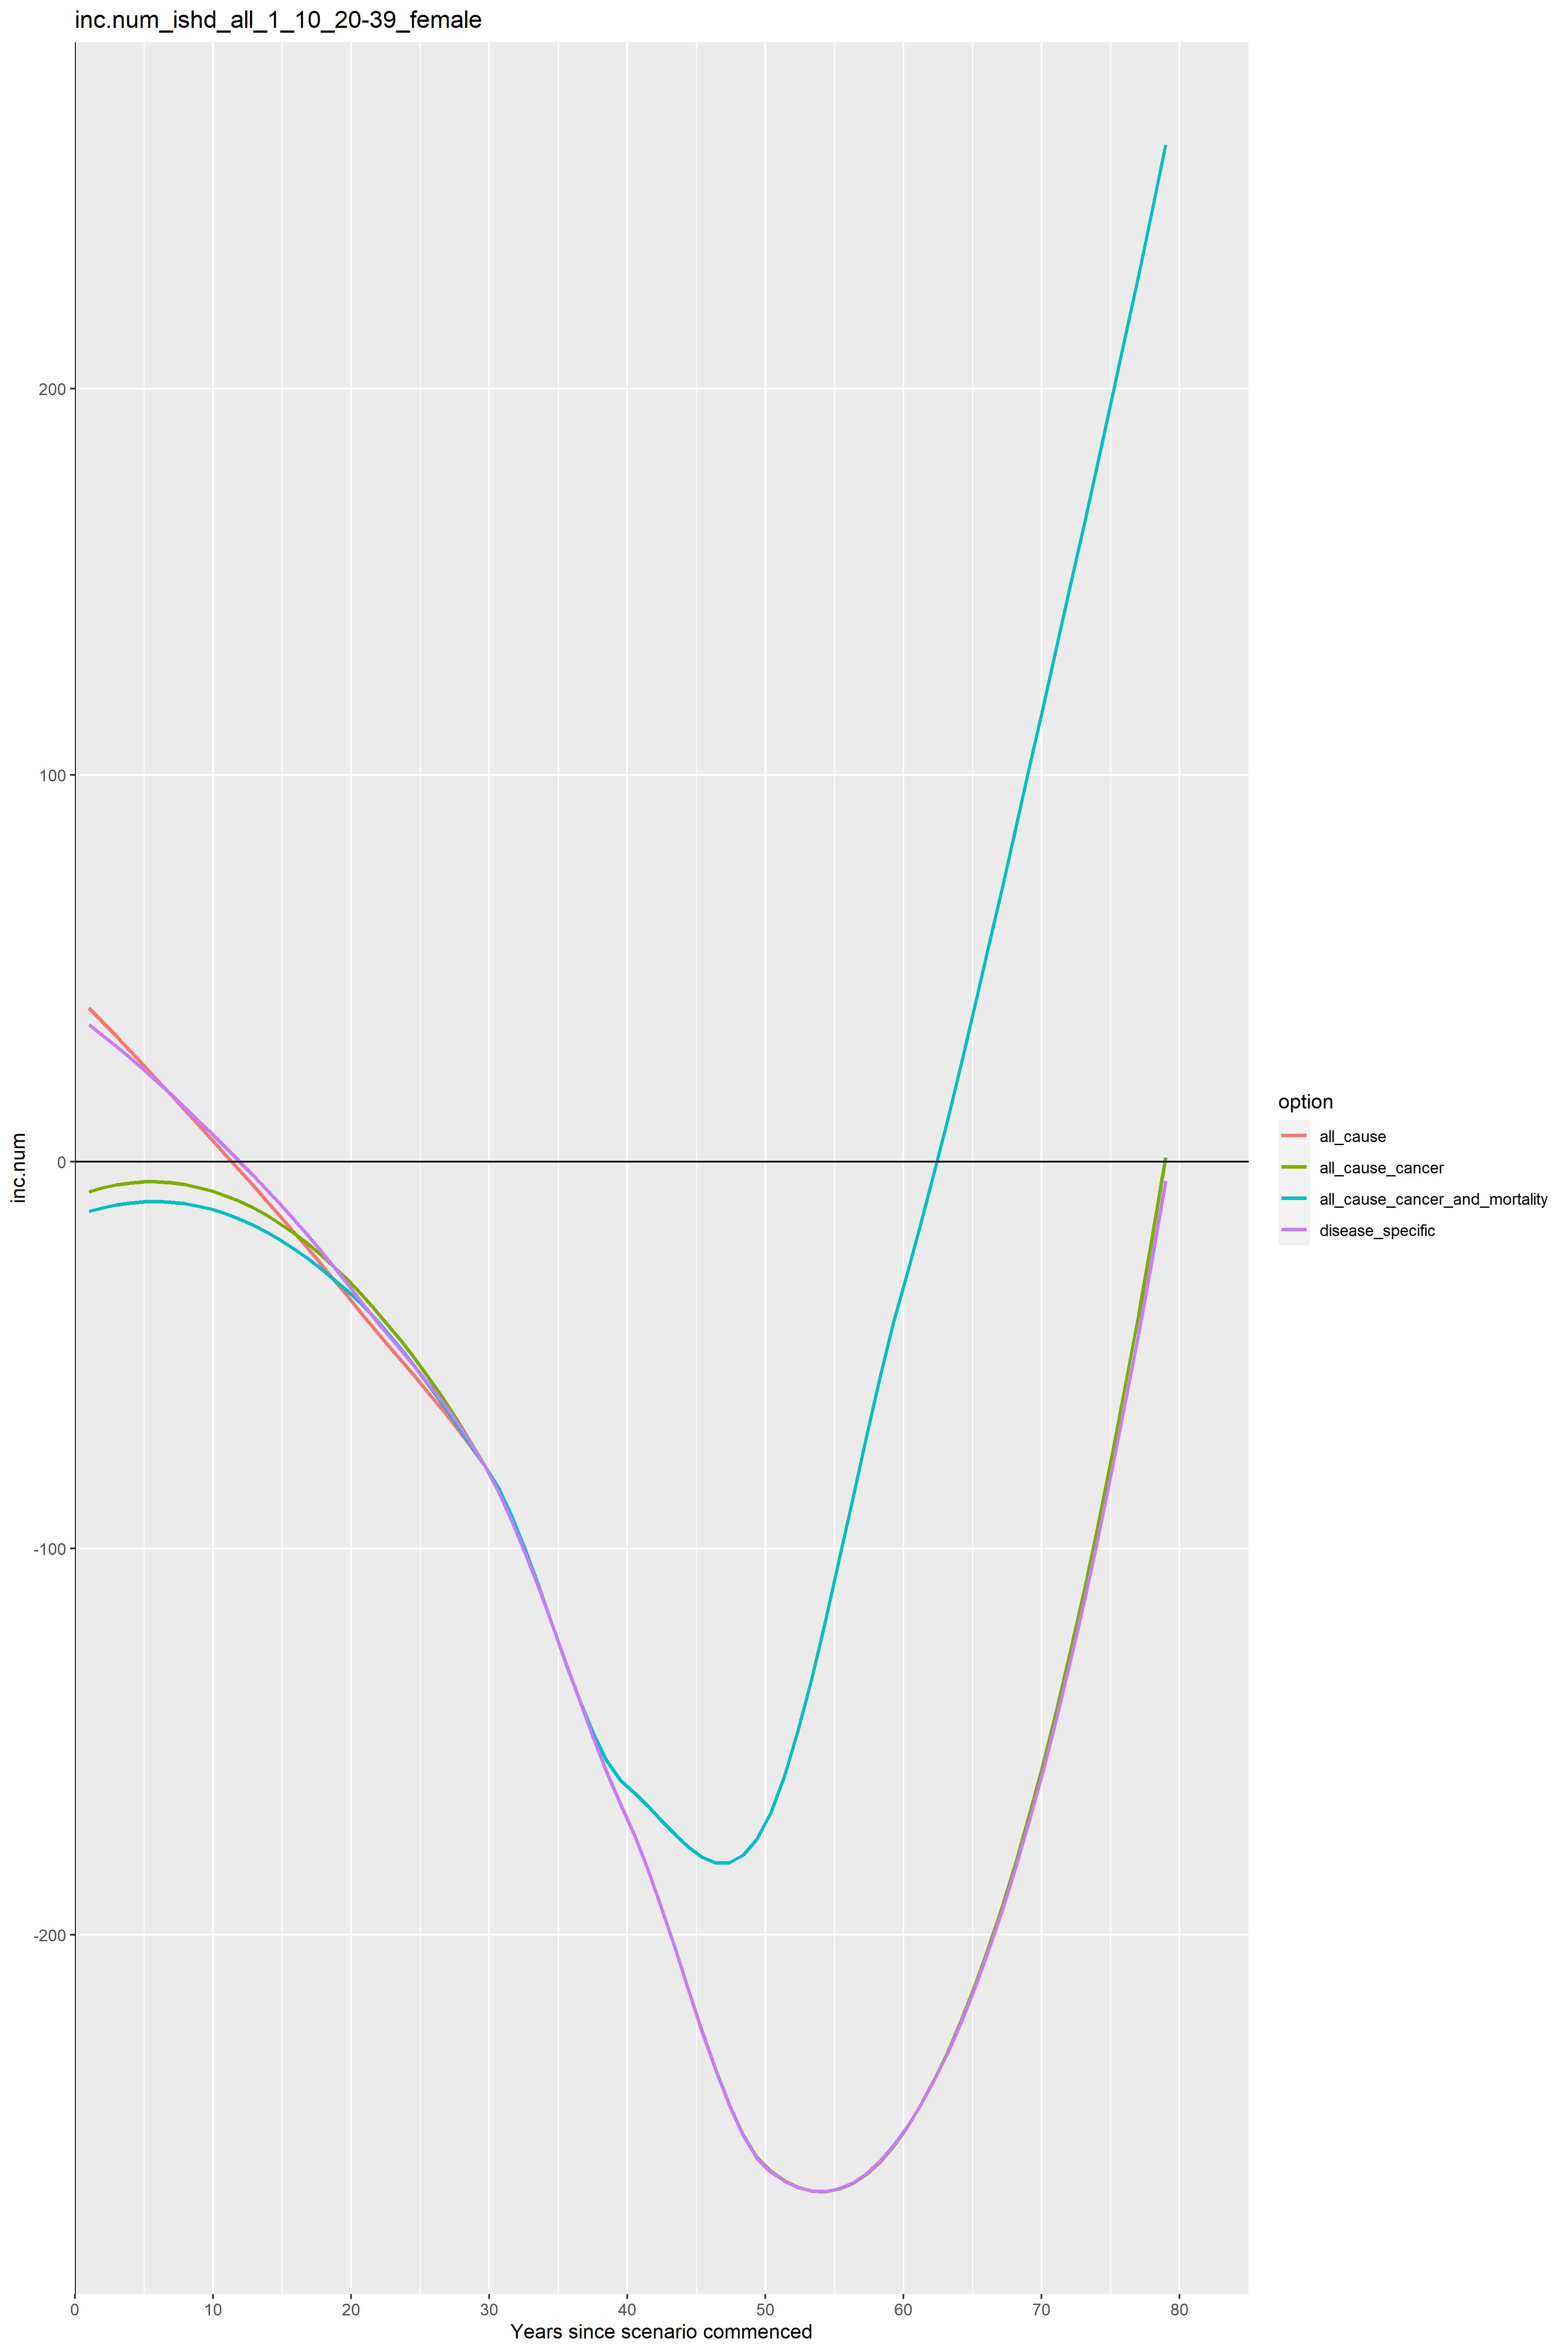 inc.num_ishd_all_1_10_20-39_female
200
100
0
-100
-200
inc.num
0 10 20 30 40 50 60 70 80
Years since scenario commenced
option
all_cause
all_cause_cancer
all_cause_cancer_and_mortality
disease_specific